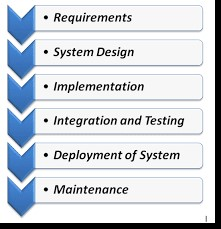 • Requirements
• System Design
• Implementation
• Integration and Testing
• Deployment of System
• Maintenance